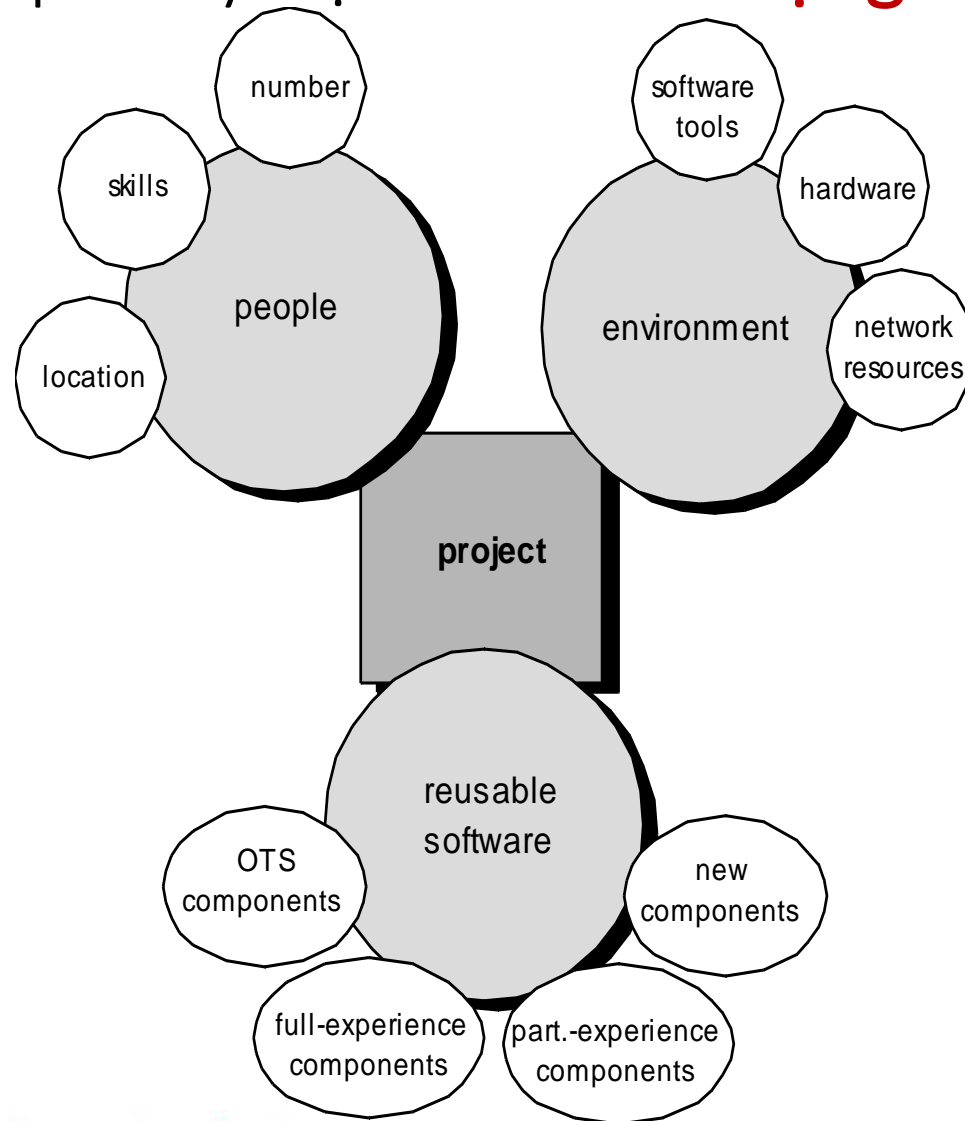 number
skills
people
location
software
tools
hardware
environment
network
resources
project
reusable
software
OTS
components
new
components
full-experience
components
part.-experience
components